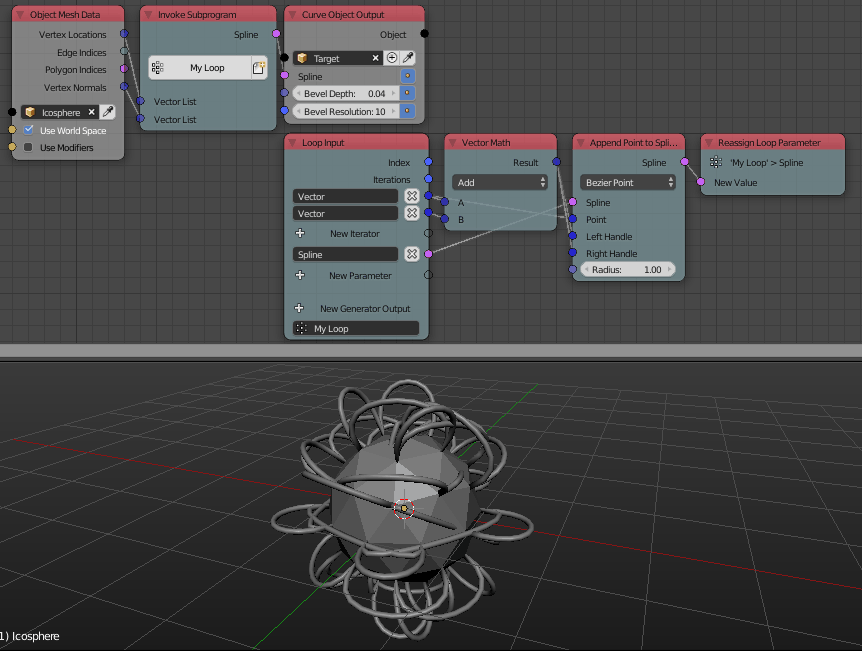 Object Mesh Data
Vertex Locations
Edge Indices
Polygon Indices
Vertex Normals
Icosphere
Use World Space
Use Modifiers
Invoke Subprogram
Spline
My Loop
Vector List
Vector List
Curve Object Output
Object
Target
Spline
Bevel Depth: 0.04
Bevel Resolution: 10
Loop Input
Index
Iterations
Vector
Vector
New Iterator
Spline
New Parameter
New Generator Output
My Loop
Vector Math
Result
Add
A
B
Append Point to Spli...
Spline
Bezier Point
Spline
Point
Left Handle
Right Handle
Radius: 1.00
Reassign Loop Parameter
'My Loop' > Spline
New Value
1) Icosphere